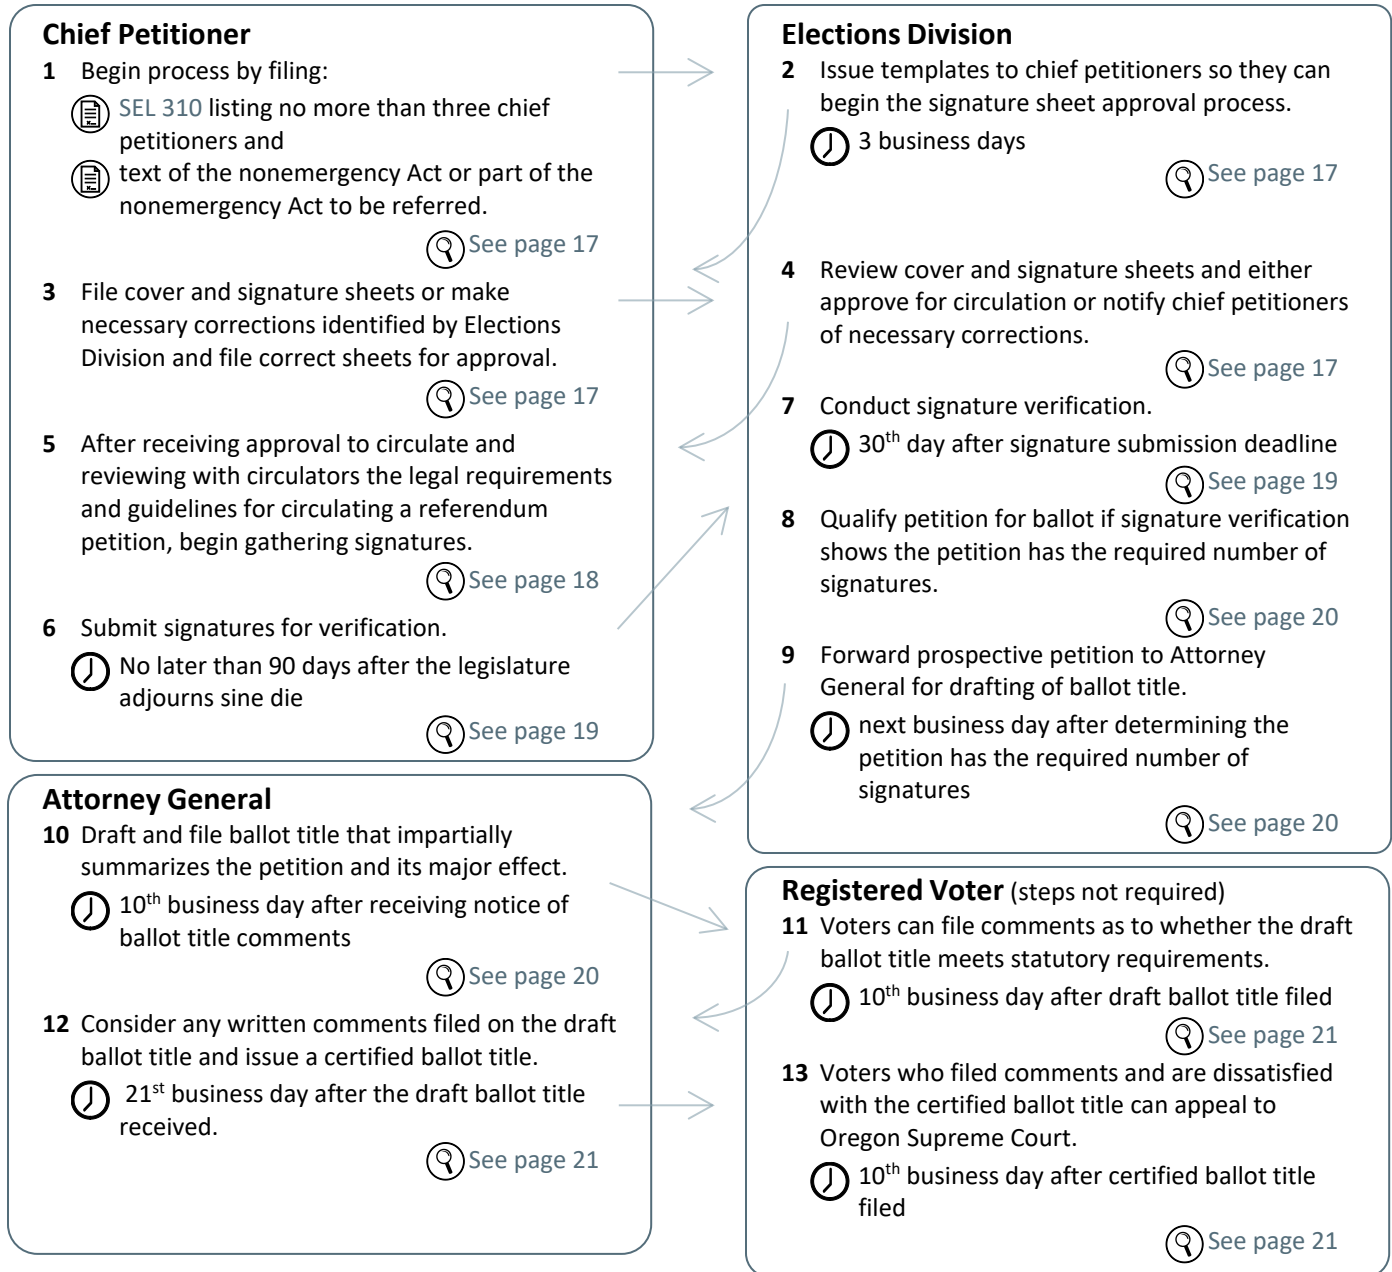 Chief Petitioner
1 Begin process by filing:
SEL 310 listing no more than three chief
petitioners and
text of the nonemergency Act or part of the
nonemergency Act to be referred.
See page 17
3 File cover and signature sheets or make
necessary corrections identified by Elections
Division and file correct sheets for approval.
See page 17
5 After receiving approval to circulate and
reviewing with circulators the legal requirements
and guidelines for circulating a referendum
petition, begin gathering signatures.
See page 18
6 Submit signatures for verification.
No later than 90 days after the legislature
adjourns sine die
See page 19
Elections Division
2 Issue templates to chief petitioners so they can
begin the signature sheet approval process.
3 business days
See page 17
4 Review cover and signature sheets and either
approve for circulation or notify chief petitioners
of necessary corrections.
See page 17
7 Conduct signature verification.
30th day after signature submission deadline
See page 19
8 Qualify petition for ballot if signature verification
shows the petition has the required number of
signatures.
See page 20
9 Forward prospective petition to Attorney
General for drafting of ballot title.
next business day after determining the
petition has the required number of
signatures
See page 20
Attorney General
10 Draft and file ballot title that impartially
summarizes the petition and its major effect.
10th business day after receiving notice of
ballot title comments
See page 20
12 Consider any written comments filed on the draft
ballot title and issue a certified ballot title.
21st business day after the draft ballot title
received.
See page 21
Registered Voter (steps not required)
11 Voters can file comments as to whether the draft
ballot title meets statutory requirements.
10th business day after draft ballot title filed
See page 21
13 Voters who filed comments and are dissatisfied
with the certified ballot title can appeal to
Oregon Supreme Court.
10th business day after certified ballot title
filed
See page 21